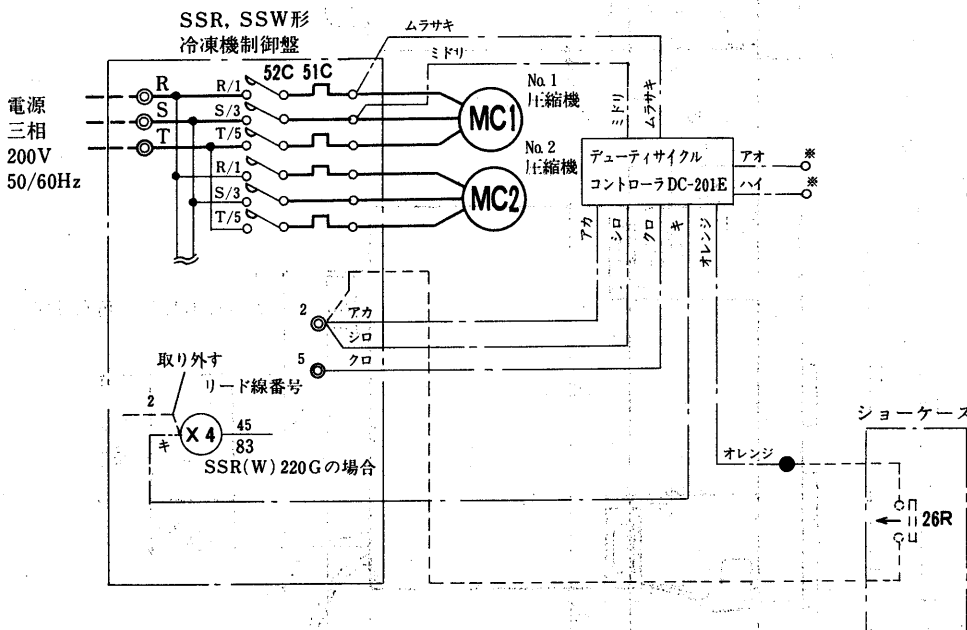 SSR, SSW形
冷凍機制御盤
ムラサキ
ミドリ
52C 51C
R
R/1
S
S/3
T
T/5
R/1
S/3
T/5
電源
三相
200V
50/60Hz
No.1
圧縮機
MC1
No.2
圧縮機
MC2
ミドリ
ムラサキ
デューティサイクル
コントローラDC-201E
アオ
※
ハイ
※
アカ
シロ
クロ
キ
オレンジ
2
アカ
シロ
5
クロ
取り外す
リード線番号
2
キ
X4
45
83
SSR(W)220Gの場合
ショーケース
オレンジ
26R